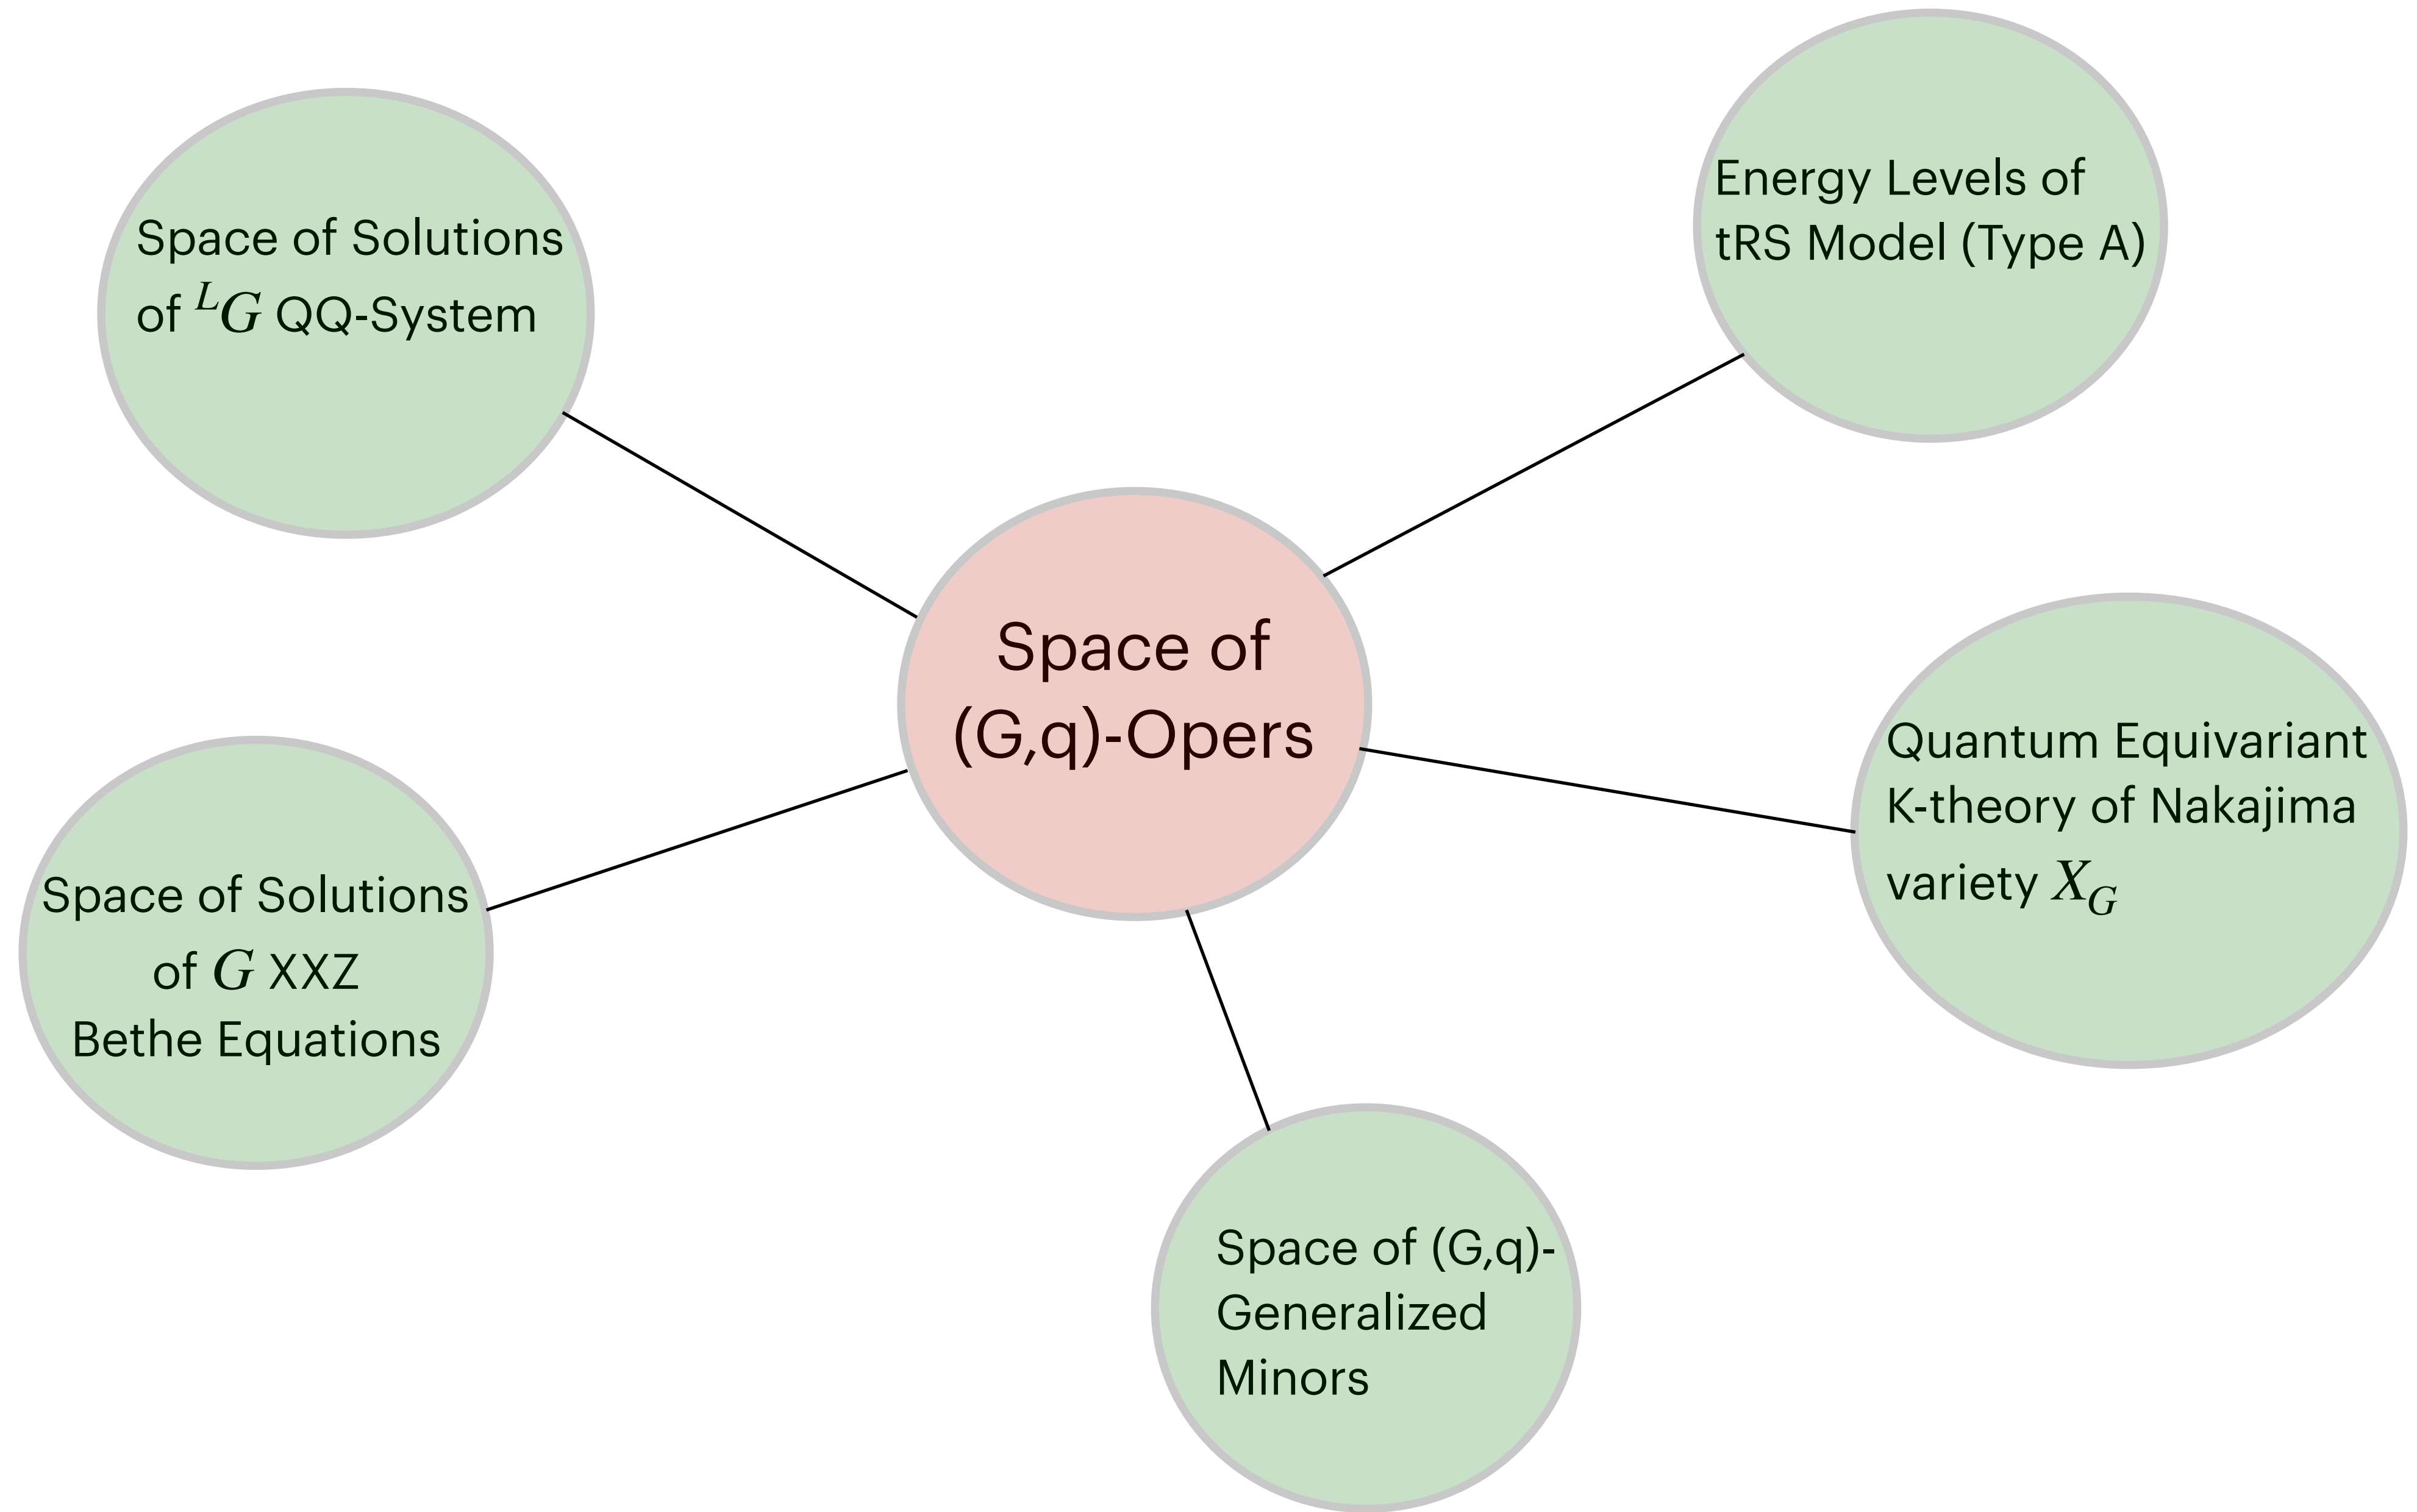 Space of Solutions
of ᴸG QQ-System
Energy Levels of
tRS Model (Type A)
Space of
(G,q)-Opers
Quantum Equivariant
K-theory of Nakajima
variety X_G
Space of Solutions
of G XXZ
Bethe Equations
Space of (G,q)-
Generalized
Minors